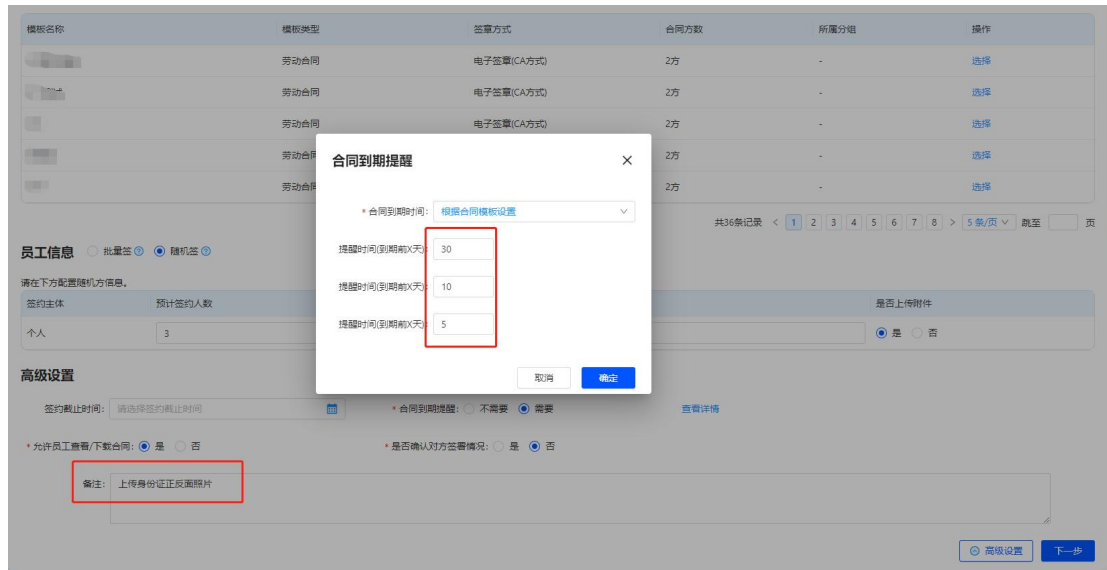 模板名称 模板类型 签章方式 合同方数 所属分组 操作
劳动合同 电子签章(CA方式) 2方 - 选择
劳动合同 电子签章(CA方式) 2方 - 选择
劳动合同 电子签章(CA方式) 2方 - 选择
劳动合同 2方 - 选择
劳动合同 2方 - 选择
共36条记录 < 1 2 3 4 5 6 7 8 > 5条/页 跳至 页
合同到期提醒
* 合同到期时间: 根据合同模板设置
提醒时间(到期前X天): 30
提醒时间(到期前X天): 10
提醒时间(到期前X天): 5
取消 确定
员工信息 批量签 随机签
请在下方配置随机方信息。
签约主体 预计签约人数 是否上传附件
个人 3 是 否
高级设置
签约截止时间: 请选择签约截止时间 * 合同到期提醒: 不需要 需要 查看详情
* 允许员工查看/下载合同: 是 否 * 是否确认对方签署情况: 是 否
备注: 上传身份证正反面照片
高级设置 下一步